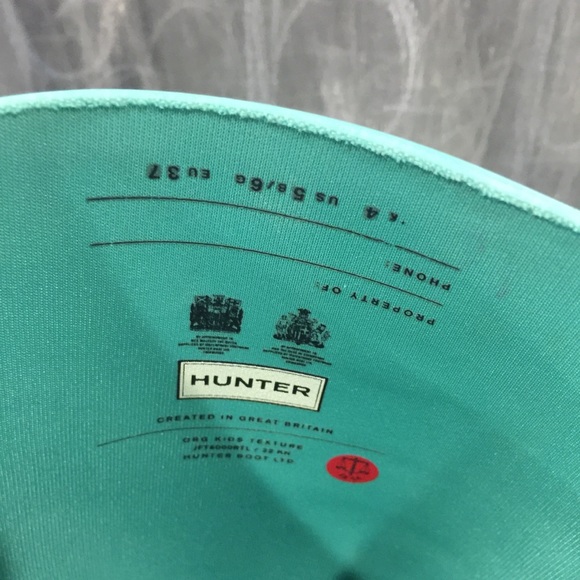 K 4 US 5B/6G EU 37
PHONE:
PROPERTY OF:
HUNTER
CREATED IN GREAT BRITAIN
ORG KIDS TEXTURE
HUNTER BOOT LTD